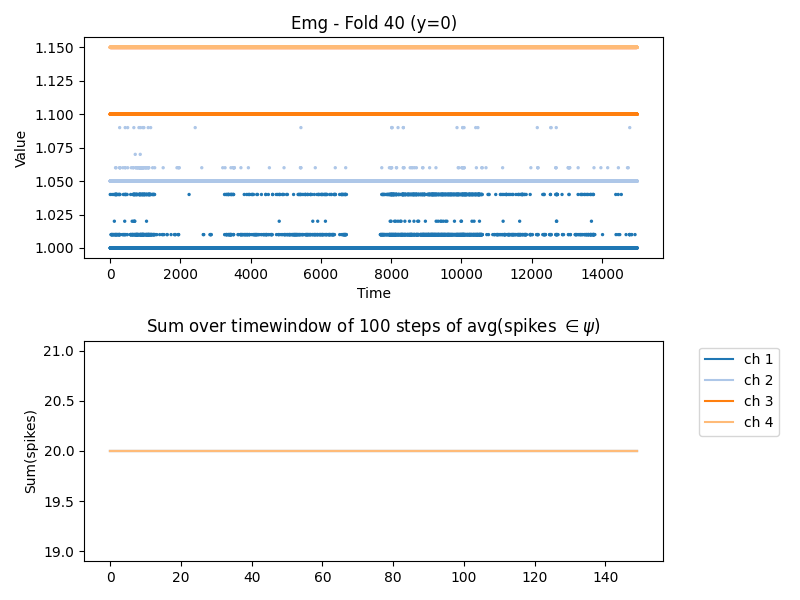 Emg - Fold 40 (y=0)
Value
1.150
1.125
1.100
1.075
1.050
1.025
1.000
0 2000 4000 6000 8000 10000 12000 14000
Time
Sum over timewindow of 100 steps of avg(spikes ∈ ψ)
Sum(spikes)
21.0
20.5
20.0
19.5
19.0
0 20 40 60 80 100 120 140
ch 1
ch 2
ch 3
ch 4